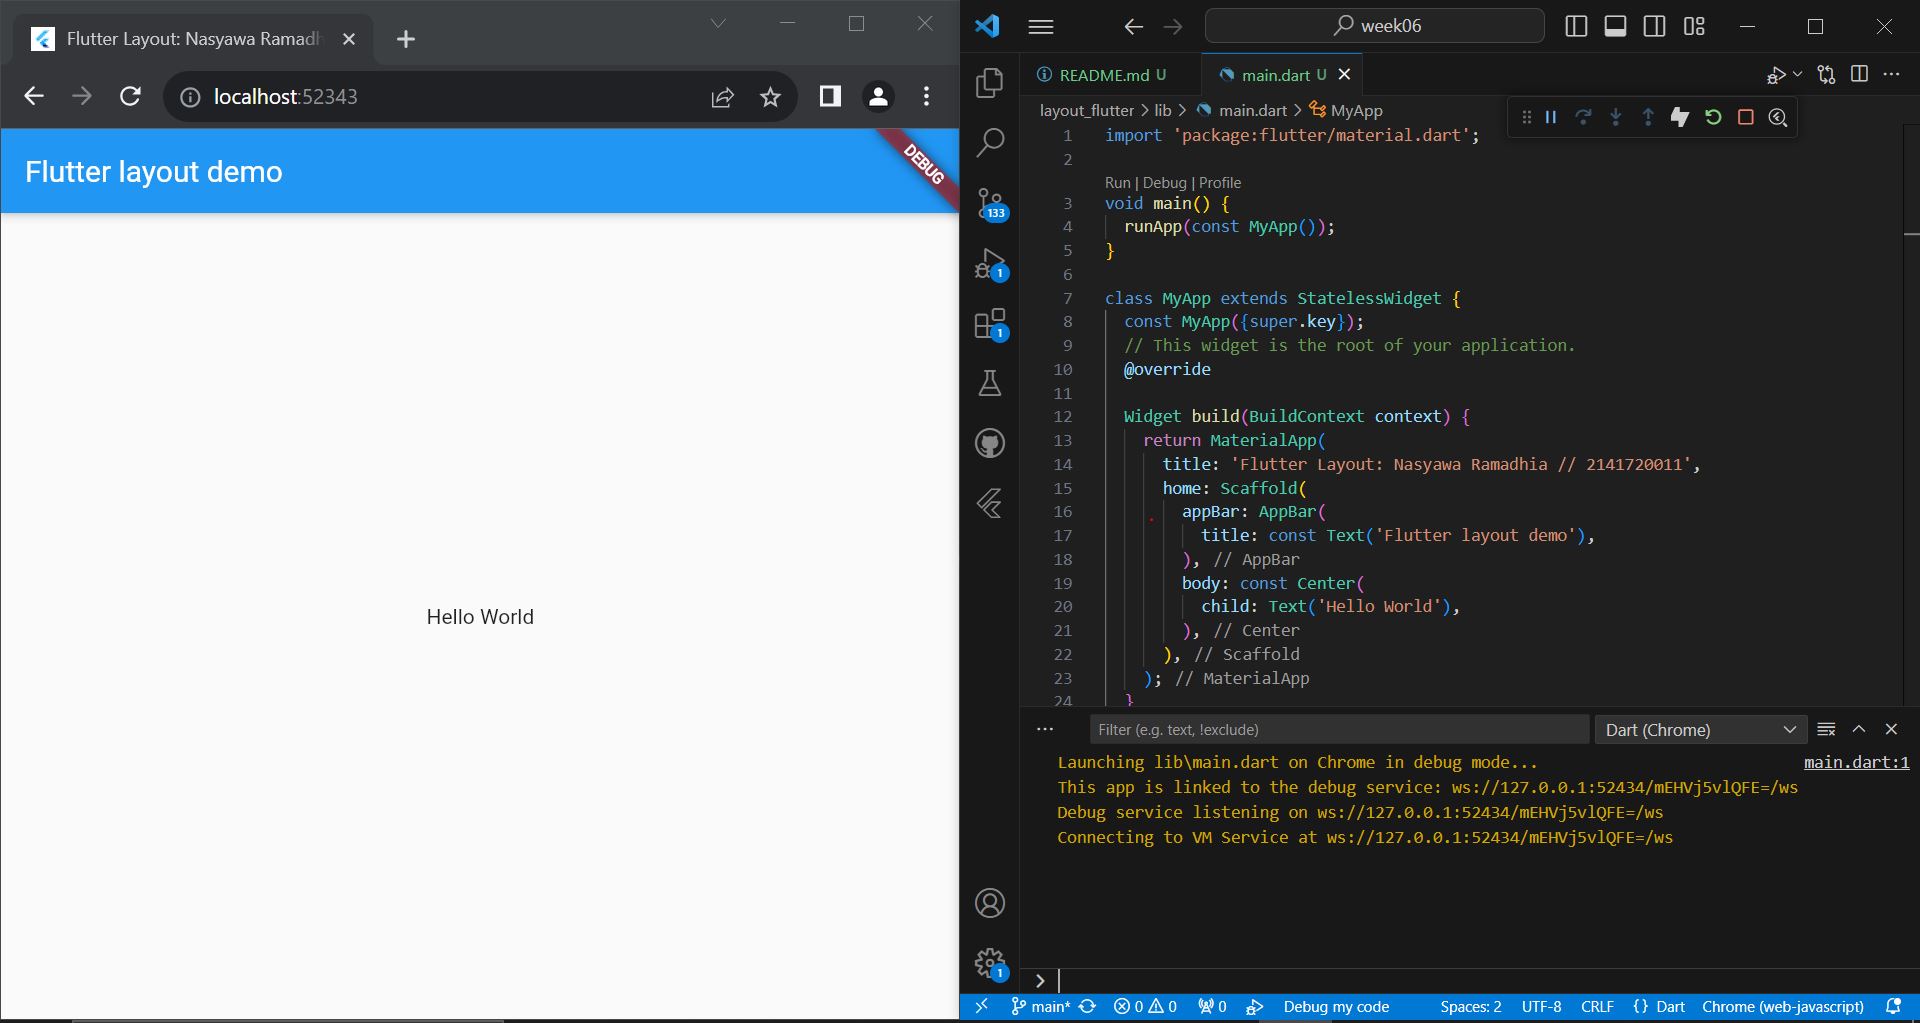 Flutter Layout: Nasyawa Ramadh
localhost:52343
Flutter layout demo
DEBUG
Hello World
week06
README.md U
main.dart U
layout_flutter > lib > main.dart > MyApp
133
1
1
1
1 import 'package:flutter/material.dart';
2
Run | Debug | Profile
3 void main() {
4 runApp(const MyApp());
5 }
6
7 class MyApp extends StatelessWidget {
8 const MyApp({super.key});
9 // This widget is the root of your application.
10 @override
11
12 Widget build(BuildContext context) {
13 return MaterialApp(
14 title: 'Flutter Layout: Nasyawa Ramadhia // 2141720011',
15 home: Scaffold(
16 appBar: AppBar(
17 title: const Text('Flutter layout demo'),
18 ), // AppBar
19 body: const Center(
20 child: Text('Hello World'),
21 ), // Center
22 ), // Scaffold
23 ); // MaterialApp
24 }
Filter (e.g. text, !exclude)
Dart (Chrome)
Launching lib\main.dart on Chrome in debug mode...
main.dart:1
This app is linked to the debug service: ws://127.0.0.1:52434/mEHVj5vlQFE=/ws
Debug service listening on ws://127.0.0.1:52434/mEHVj5vlQFE=/ws
Connecting to VM Service at ws://127.0.0.1:52434/mEHVj5vlQFE=/ws
>
main* 0 0 0 Debug my code Spaces: 2 UTF-8 CRLF {} Dart Chrome (web-javascript)